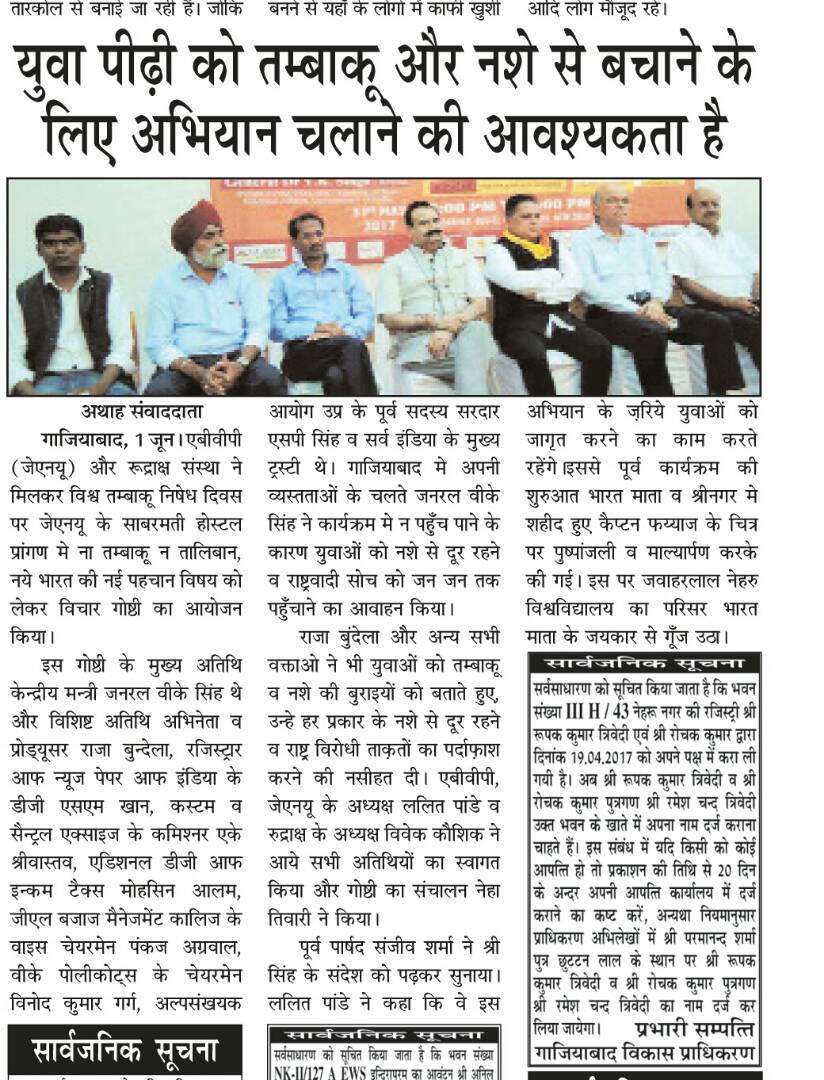 तारकोल से बनाई जा रही हैं। जोकि
बनने से यहाँ के लोगो में काफी खुशी
आदि लोग मौजूद रहे।
युवा पीढ़ी को तम्बाकू और नशे से बचाने के
लिए अभियान चलाने की आवश्यकता है
2017
अथाह संवाददाता
गाजियाबाद, 1 जून।एबीवीपी
(जेएनयू) और रूद्राक्ष संस्था ने
मिलकर विश्व तम्बाकू निषेध दिवस
पर जेएनयू के साबरमती होस्टल
प्रांगण मे ना तम्बाकू न तालिबान,
नये भारत की नई पहचान विषय को
लेकर विचार गोष्ठी का आयोजन
किया।
इस गोष्ठी के मुख्य अतिथि
केन्द्रीय मन्त्री जनरल वीके सिंह थे
और विशिष्ट अतिथि अभिनेता व
प्रोड्यूसर राजा बुन्देला, रजिस्ट्रार
आफ न्यूज पेपर आफ इंडिया के
डीजी एसएम खान, कस्टम व
सैन्ट्रल एक्साइज के कमिश्नर एके
श्रीवास्तव, एडिशनल डीजी आफ
इन्कम टैक्स मोहसिन आलम,
जीएल बजाज मैनेजमेंट कालिज के
वाइस चेयरमेन पंकज अग्रवाल,
वीके पोलीकोट्स के चेयरमेन
विनोद कुमार गर्ग, अल्पसंखयक
आयोग उप्र के पूर्व सदस्य सरदार
एसपी सिंह व सर्व इंडिया के मुख्य
ट्रस्टी थे। गाजियाबाद मे अपनी
व्यस्तताओं के चलते जनरल वीके
सिंह ने कार्यक्रम मे न पहुँच पाने के
कारण युवाओं को नशे से दूर रहने
व राष्ट्रवादी सोच को जन जन तक
पहुँचाने का आवाहन किया।
राजा बुंदेला और अन्य सभी
वक्ताओ ने भी युवाओं को तम्बाकू
व नशे की बुराइयों को बताते हुए,
उन्हे हर प्रकार के नशे से दूर रहने
व राष्ट्र विरोधी ताक़तों का पर्दाफ़ाश
करने की नसीहत दी। एबीवीपी,
जेएनयू के अध्यक्ष ललित पांडे व
रुद्राक्ष के अध्यक्ष विवेक कौशिक ने
आये सभी अतिथियों का स्वागत
किया और गोष्ठी का संचालन नेहा
तिवारी ने किया।
पूर्व पार्षद संजीव शर्मा ने श्री
सिंह के संदेश को पढ़कर सुनाया।
ललित पांडे ने कहा कि वे इस
अभियान के ज़रिये युवाओं को
जागृत करने का काम करते
रहेंगे।इससे पूर्व कार्यक्रम की
शुरुआत भारत माता व श्रीनगर मे
शहीद हुए कैप्टन फय्याज के चित्र
पर पुष्पांजली व माल्यार्पण करके
की गई। इस पर जवाहरलाल नेहरु
विश्वविद्यालय का परिसर भारत
माता के जयकार से गूँज उठा।
सार्वजनिक सूचना
सर्वसाधारण को सूचित किया जाता है कि भवन
संख्या III H / 43 नेहरू नगर की रजिस्ट्री श्री
रूपक कुमार त्रिवेदी एवं श्री रोचक कुमार द्वारा
दिनांक 19.04.2017 को अपने पक्ष में करा ली
गयी है। अब श्री रूपक कुमार त्रिवेदी व श्री
रोचक कुमार पुत्रगण श्री रमेश चन्द त्रिवेदी
उक्त भवन के खाते में अपना नाम दर्ज कराना
चाहते हैं। इस संबंध में यदि किसी को कोई
आपत्ति हो तो प्रकाशन की तिथि से 20 दिन
के अन्दर अपनी आपत्ति कार्यालय में दर्ज
कराने का कष्ट करें, अन्यथा नियमानुसार
प्राधिकरण अभिलेखों में श्री परमानन्द शर्मा
पुत्र छुटटन लाल के स्थान पर श्री रूपक
कुमार त्रिवेदी व श्री रोचक कुमार पुत्रगण
श्री रमेश चन्द त्रिवेदी का नाम दर्ज कर
लिया जायेगा। प्रभारी सम्पत्ति
गाजियाबाद विकास प्राधिकरण
सार्वजनिक सूचना
सार्वजनिक सूचना
सर्वसाधारण को सूचित किया जाता है कि भवन संख्या
NK-II/127 A EWS इन्दिरापुरम का आवंटन श्री अनिल